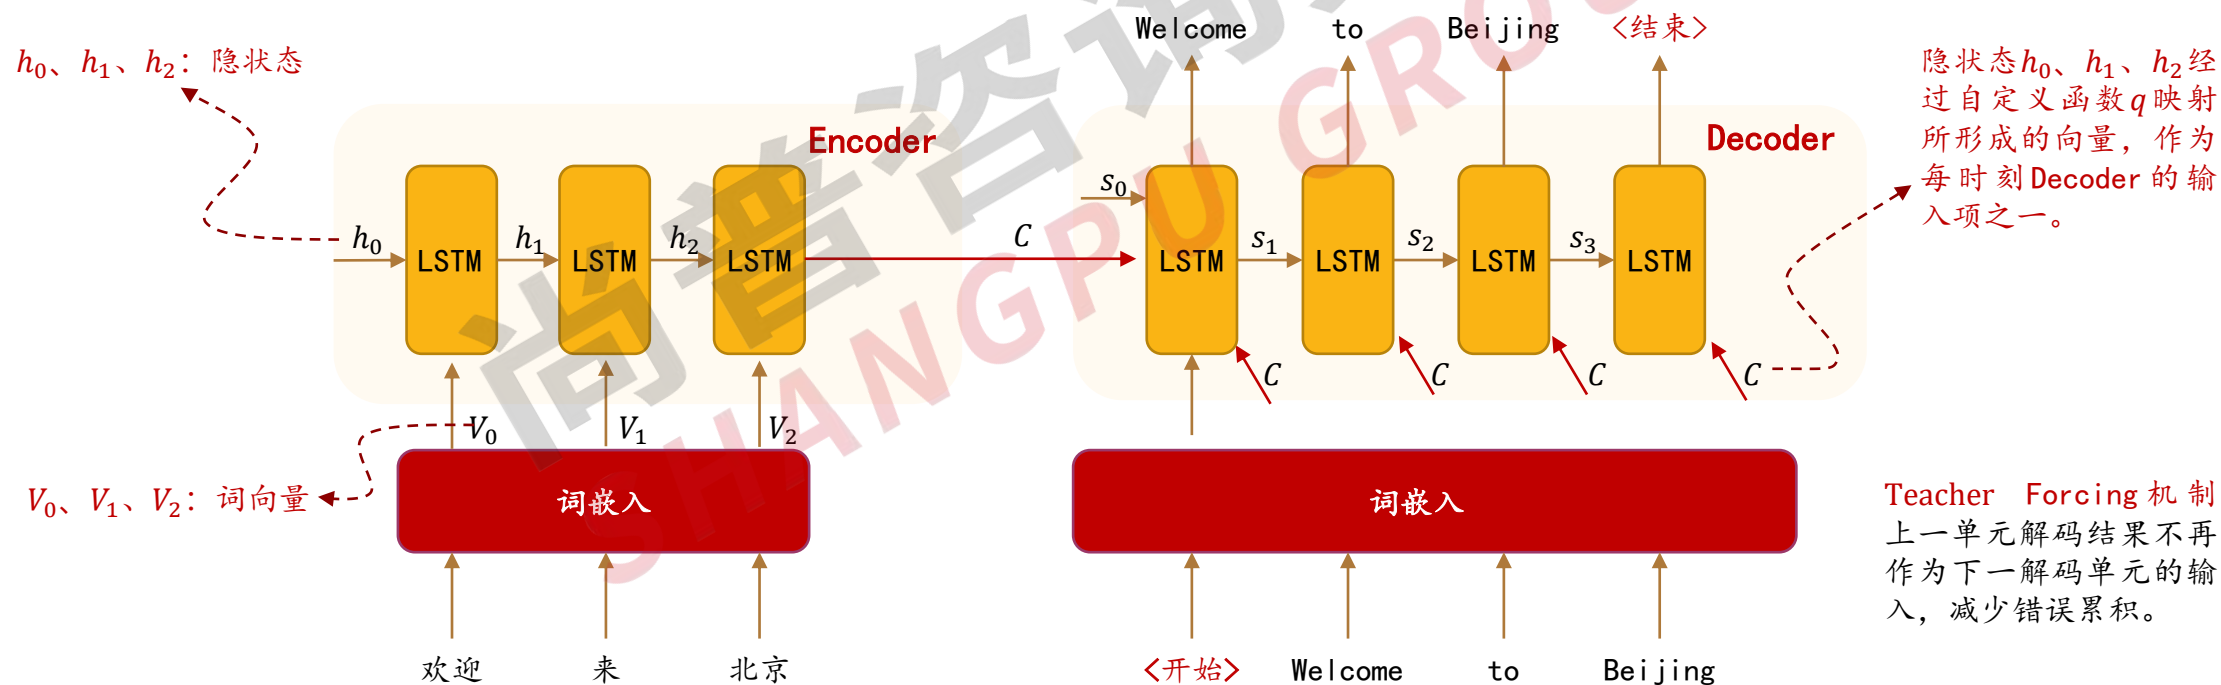 Welcome to Beijing <结束>
h₀、h₁、h₂：隐状态
隐状态h₀、h₁、h₂经
过自定义函数q映射
所形成的向量，作为
每时刻Decoder的输
入项之一。
Encoder
Decoder
s₀
h₀ h₁ h₂ C s₁ s₂ s₃
LSTM LSTM LSTM LSTM LSTM LSTM LSTM
C C C C
V₀ V₁ V₂
V₀、V₁、V₂：词向量
词嵌入
词嵌入
Teacher Forcing机制
上一单元解码结果不再
作为下一解码单元的输
入，减少错误累积。
欢迎 来 北京
<开始> Welcome to Beijing
尚普咨询
SHANGPU GROU